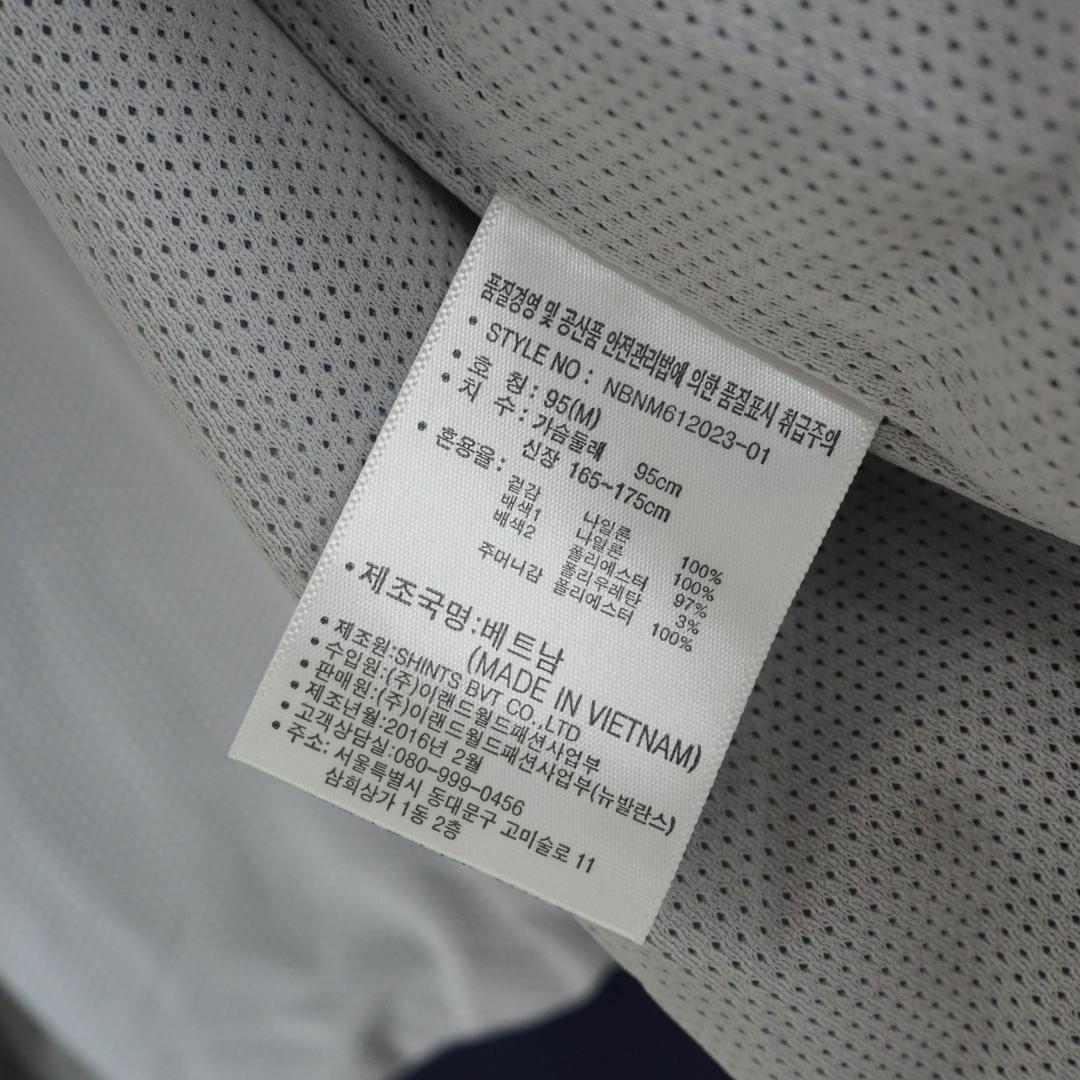 품질경영 및 공산품 안전관리법에 의한 품질표시 취급주의
• STYLE NO : NBNM612023-01
• 호 칭 : 95(M)
• 치 수 : 가슴둘레 95cm
신장 165~175cm
• 혼용율 :
겉감 나일론 100%
배색1 나일론 100%
배색2 폴리에스터 97%
폴리우레탄 3%
주머니감 폴리에스터 100%
• 제조국명:베트남
(MADE IN VIETNAM)
• 제조원:SHINTS BVT CO.,LTD
• 수입원:(주)이랜드월드패션사업부
• 판매원:(주)이랜드월드패션사업부(뉴발란스)
• 제조년월:2016년 2월
• 고객상담실:080-999-0456
• 주소: 서울특별시 동대문구 고미술로 11
삼희상가 1동 2층